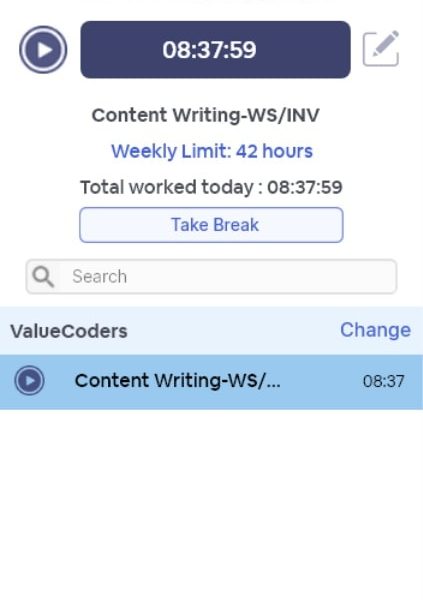 08:37:59
Content Writing-WS/INV
Weekly Limit: 42 hours
Total worked today : 08:37:59
Take Break
Search
ValueCoders Change
Content Writing-WS/... 08:37